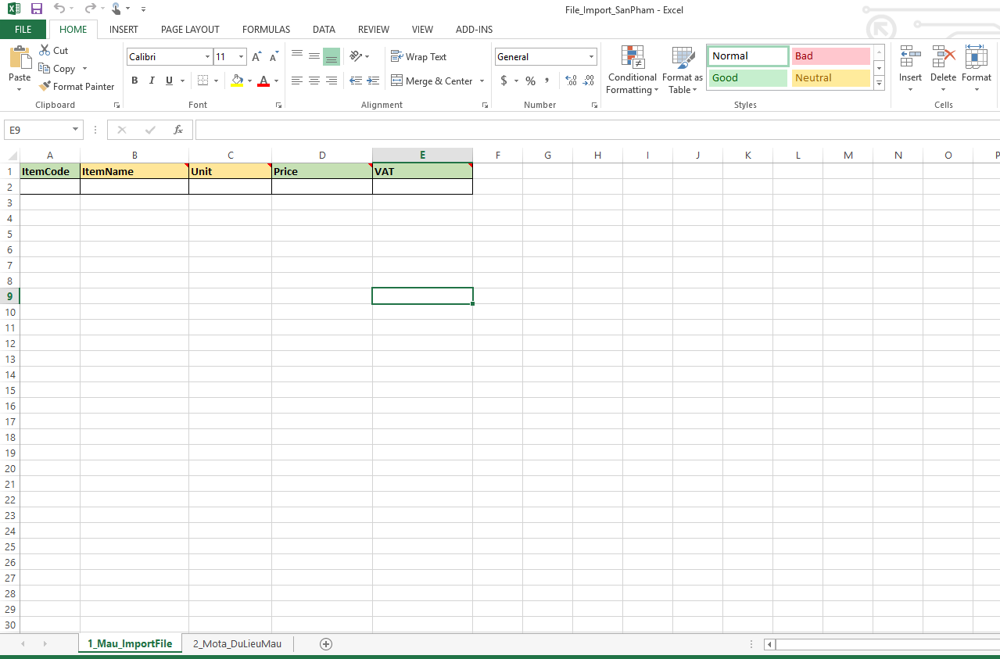 File_Import_SanPham - Excel
FILE HOME INSERT PAGE LAYOUT FORMULAS DATA REVIEW VIEW ADD-INS
Paste
Cut
Copy
Format Painter
Clipboard
Calibri 11 A A
B I U A
Font
Wrap Text
Merge & Center
Alignment
General
$ % , .00 .00
Number
Conditional Formatting
Format as Table
Normal Bad
Good Neutral
Styles
Insert Delete Format
Cells
E9 fx
A B C D E F G H I J K L M N O P
1 ItemCode ItemName Unit Price VAT
2
3
4
5
6
7
8
9
10
11
12
13
14
15
16
17
18
19
20
21
22
23
24
25
26
27
28
29
30
1_Mau_ImportFile 2_Mota_DuLieuMau